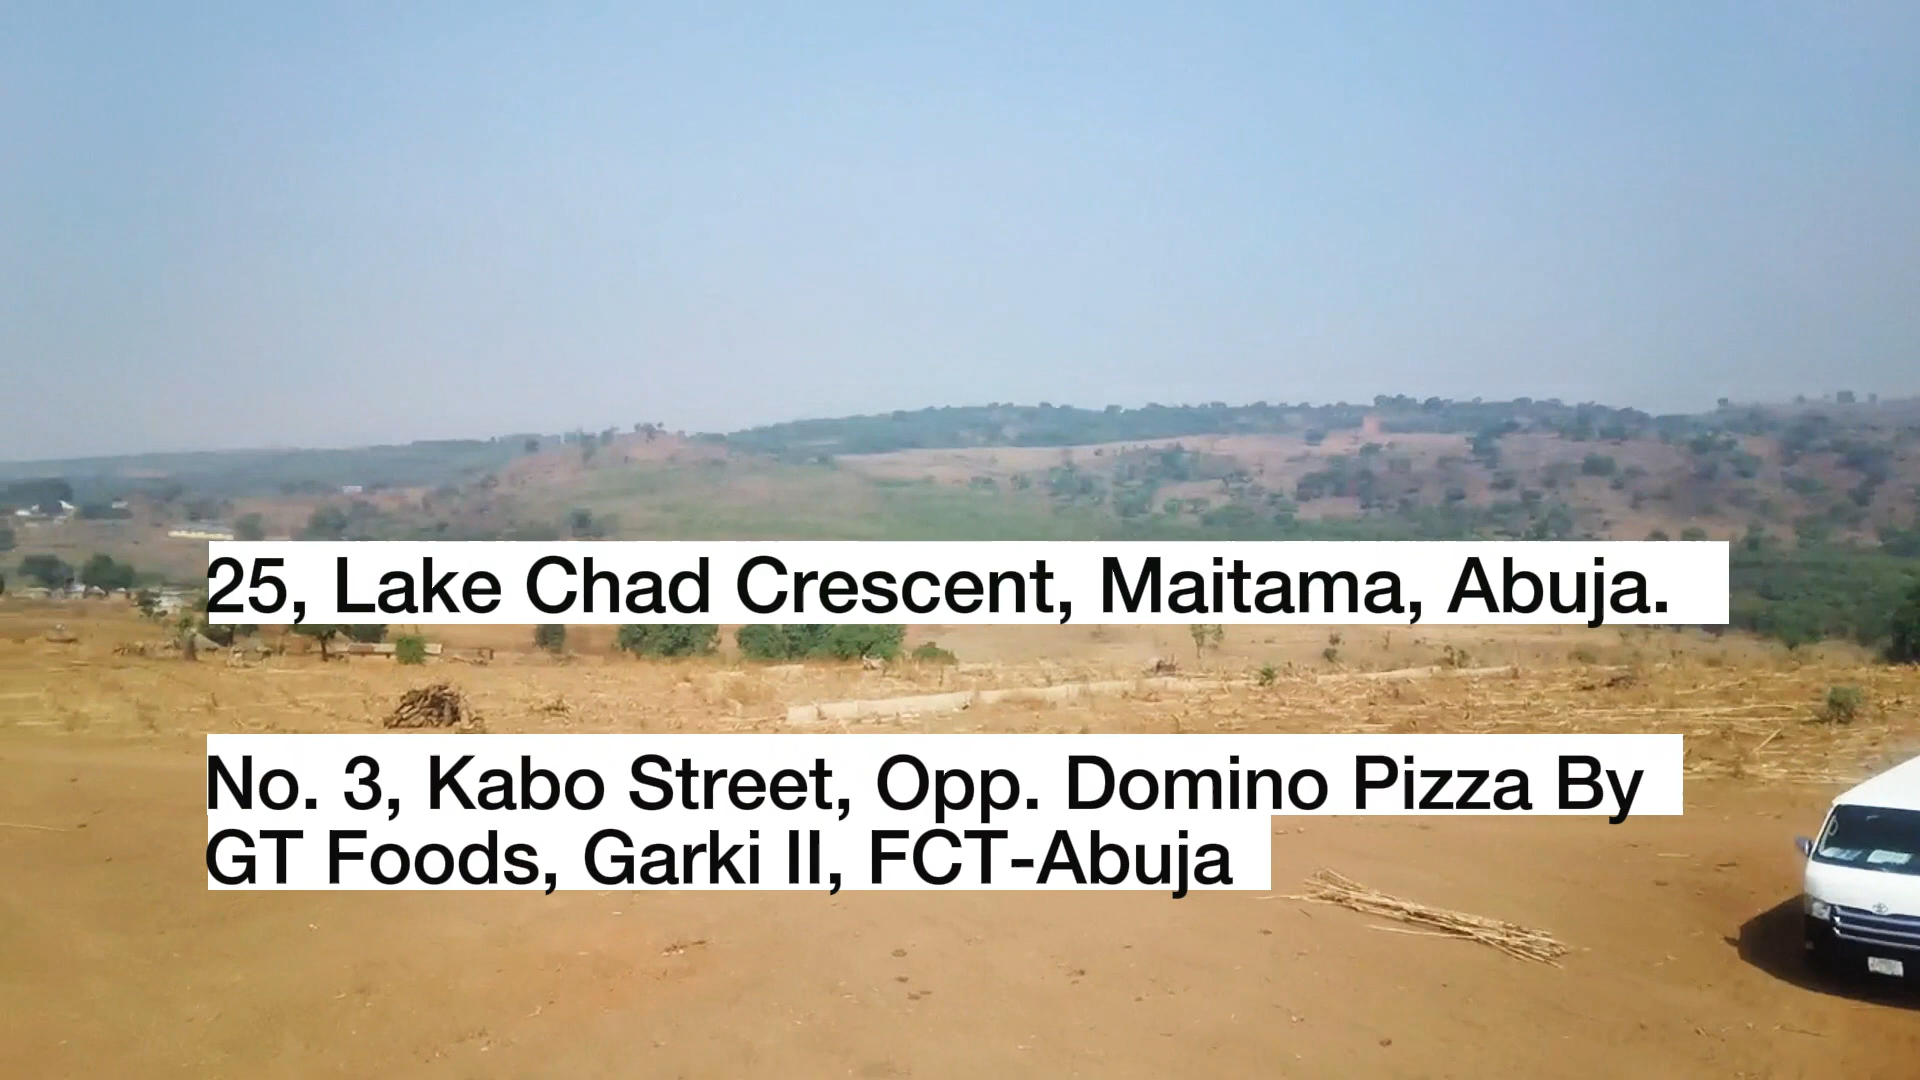 25, Lake Chad Crescent, Maitama, Abuja.
No. 3, Kabo Street, Opp. Domino Pizza By
GT Foods, Garki II, FCT-Abuja